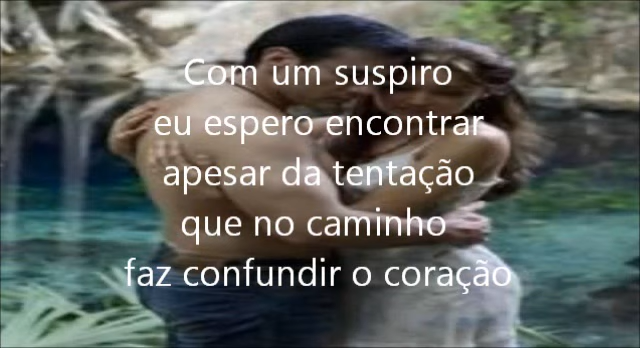 Com um suspiro
eu espero encontrar
apesar da tentação
que no caminho
faz confundir o coração